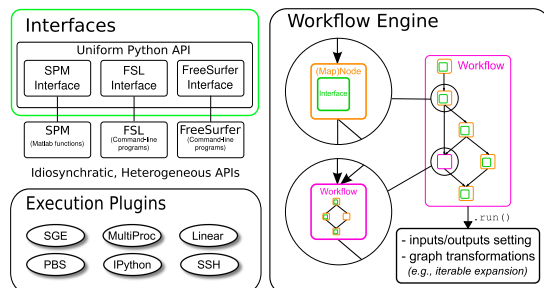 Interfaces
Uniform Python API
SPM
Interface
FSL
Interface
FreeSurfer
Interface
SPM
(Matlab functions)
FSL
(Command-line
programs)
FreeSurfer
(Command-line
programs)
Idiosynchratic, Heterogeneous APIs
Execution Plugins
SGE
MultiProc
Linear
PBS
IPython
SSH
Workflow Engine
(Map)Node
Interface
Workflow
Workflow
.run()
- inputs/outputs setting
- graph transformations
(e.g., iterable expansion)